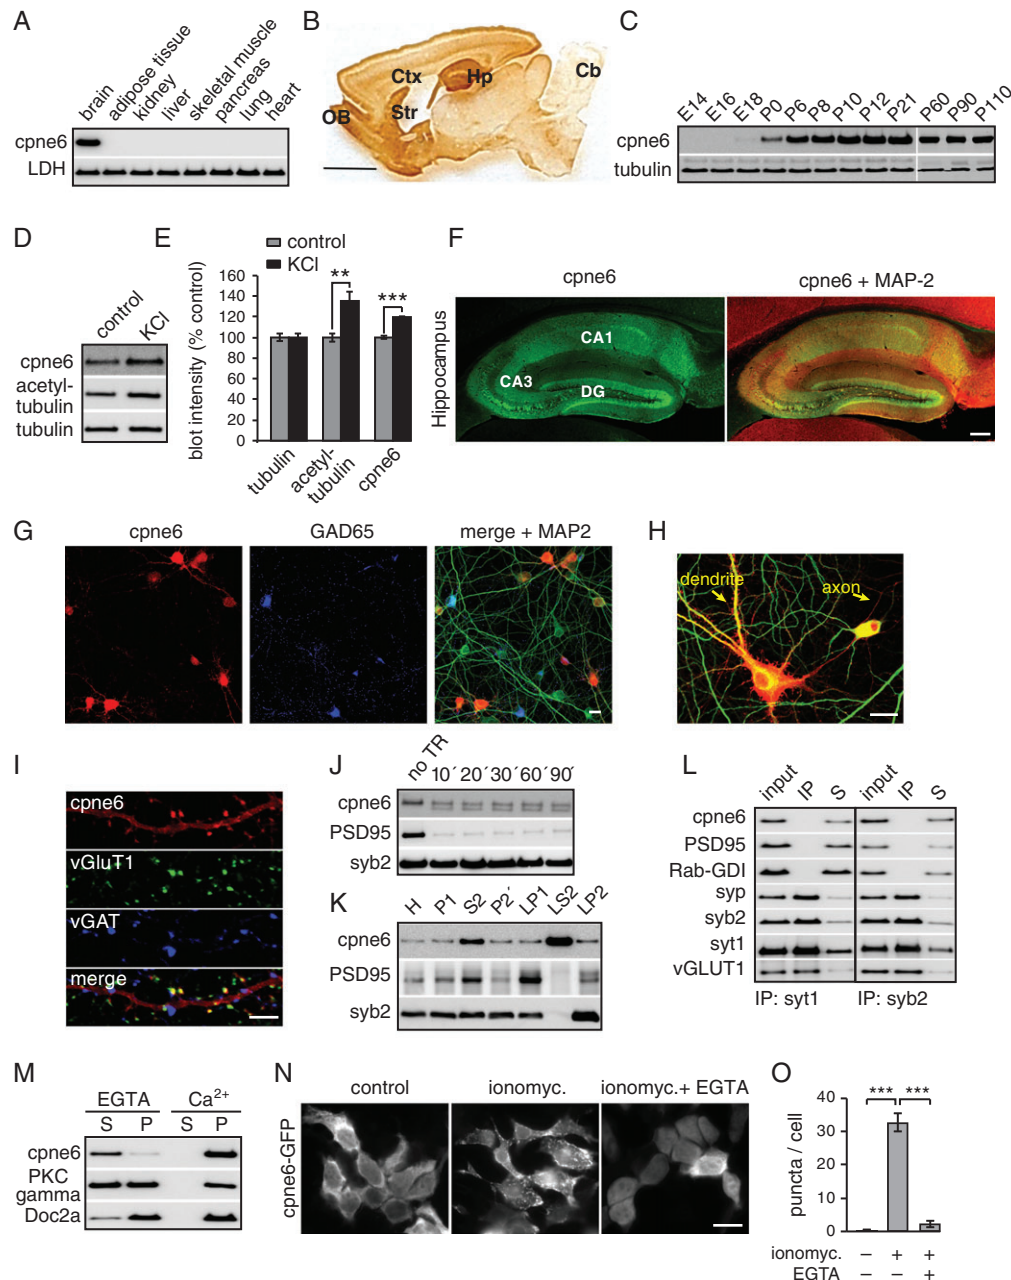 A
brain
adipose tissue
kidney
liver
skeletal muscle
pancreas
lung
heart
cpne6
LDH
B
Ctx
Hp
Cb
Str
OB
C
E14
E16
E18
P0
P6
P8
P10
P12
P21
P60
P90
P110
cpne6
tubulin
D
control
KCl
cpne6
acetyl-
tubulin
tubulin
E
control
KCl
blot intensity (% control)
160
140
120
100
80
60
40
20
0
**
***
tubulin
acetyl-
tubulin
cpne6
F
cpne6
cpne6 + MAP-2
Hippocampus
CA1
CA3
DG
G
cpne6
GAD65
merge + MAP2
H
dendrite
axon
I
cpne6
vGluT1
vGAT
merge
J
no TR
10´
20´
30´
60´
90´
cpne6
PSD95
syb2
K
H
P1
S2
P2´
LP1
LS2
LP2
cpne6
PSD95
syb2
L
input
IP
S
input
IP
S
cpne6
PSD95
Rab-GDI
syp
syb2
syt1
vGLUT1
IP: syt1
IP: syb2
M
EGTA
Ca2+
S P S P
cpne6
PKC
gamma
Doc2a
N
control
ionomyc.
ionomyc.+ EGTA
cpne6-GFP
O
*** ***
puncta / cell
40
30
20
10
0
ionomyc. − + +
EGTA − − +